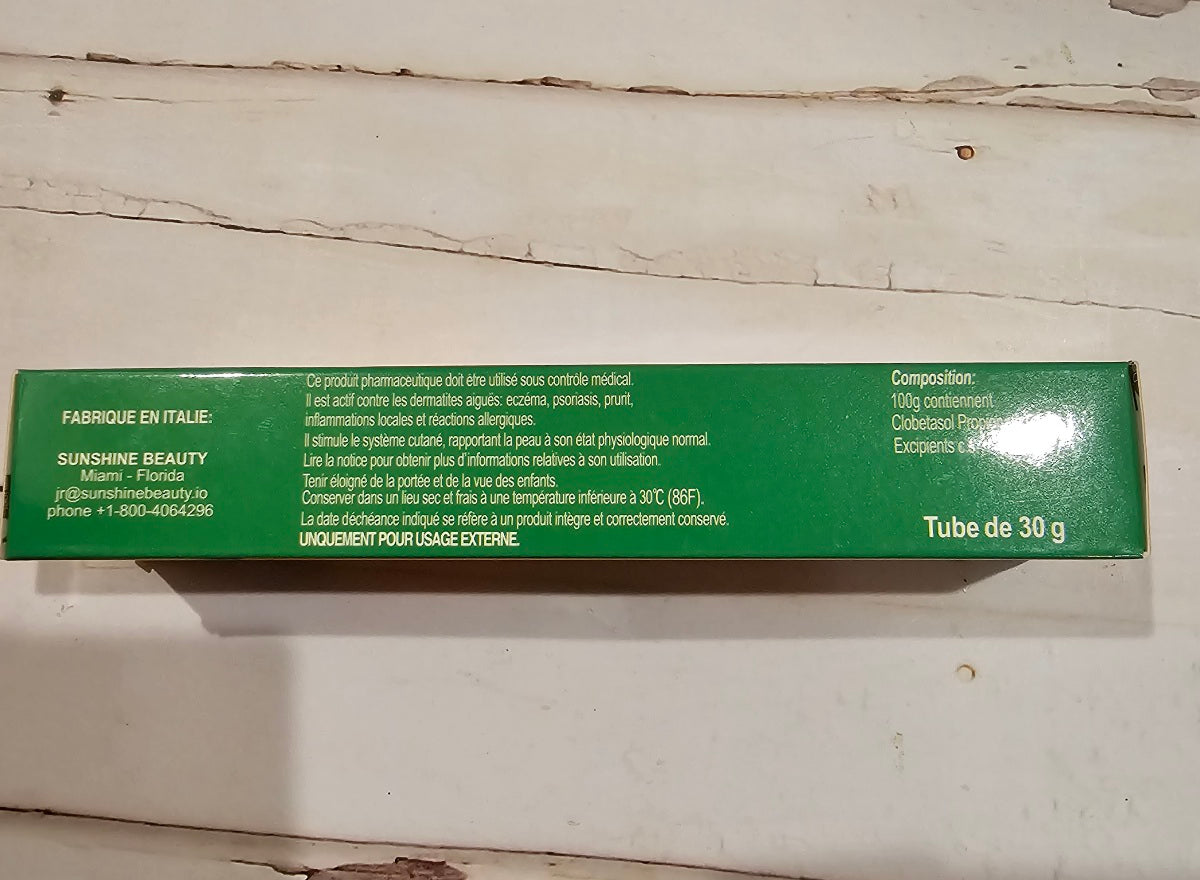 FABRIQUE EN ITALIE:
SUNSHINE BEAUTY
Miami - Florida
jr@sunshinebeauty.io
phone +1-800-4064296
Ce produit pharmaceutique doit être utilisé sous contrôle médical.
Il est actif contre les dermatites aiguës: eczéma, psoriasis, prurit,
inflammations locales et réactions allergiques.
Il stimule le système cutané, rapportant la peau à son état physiologique normal.
Lire la notice pour obtenir plus d'informations relatives à son utilisation.
Tenir éloigné de la portée et de la vue des enfants.
Conserver dans un lieu sec et frais à une température inférieure à 30°C (86F).
La date déchéance indiqué se réfère à un produit intègre et correctement conservé.
UNQUEMENT POUR USAGE EXTERNE.
Composition:
100g contiennent
Clobetasol
Excipients
Tube de 30 g